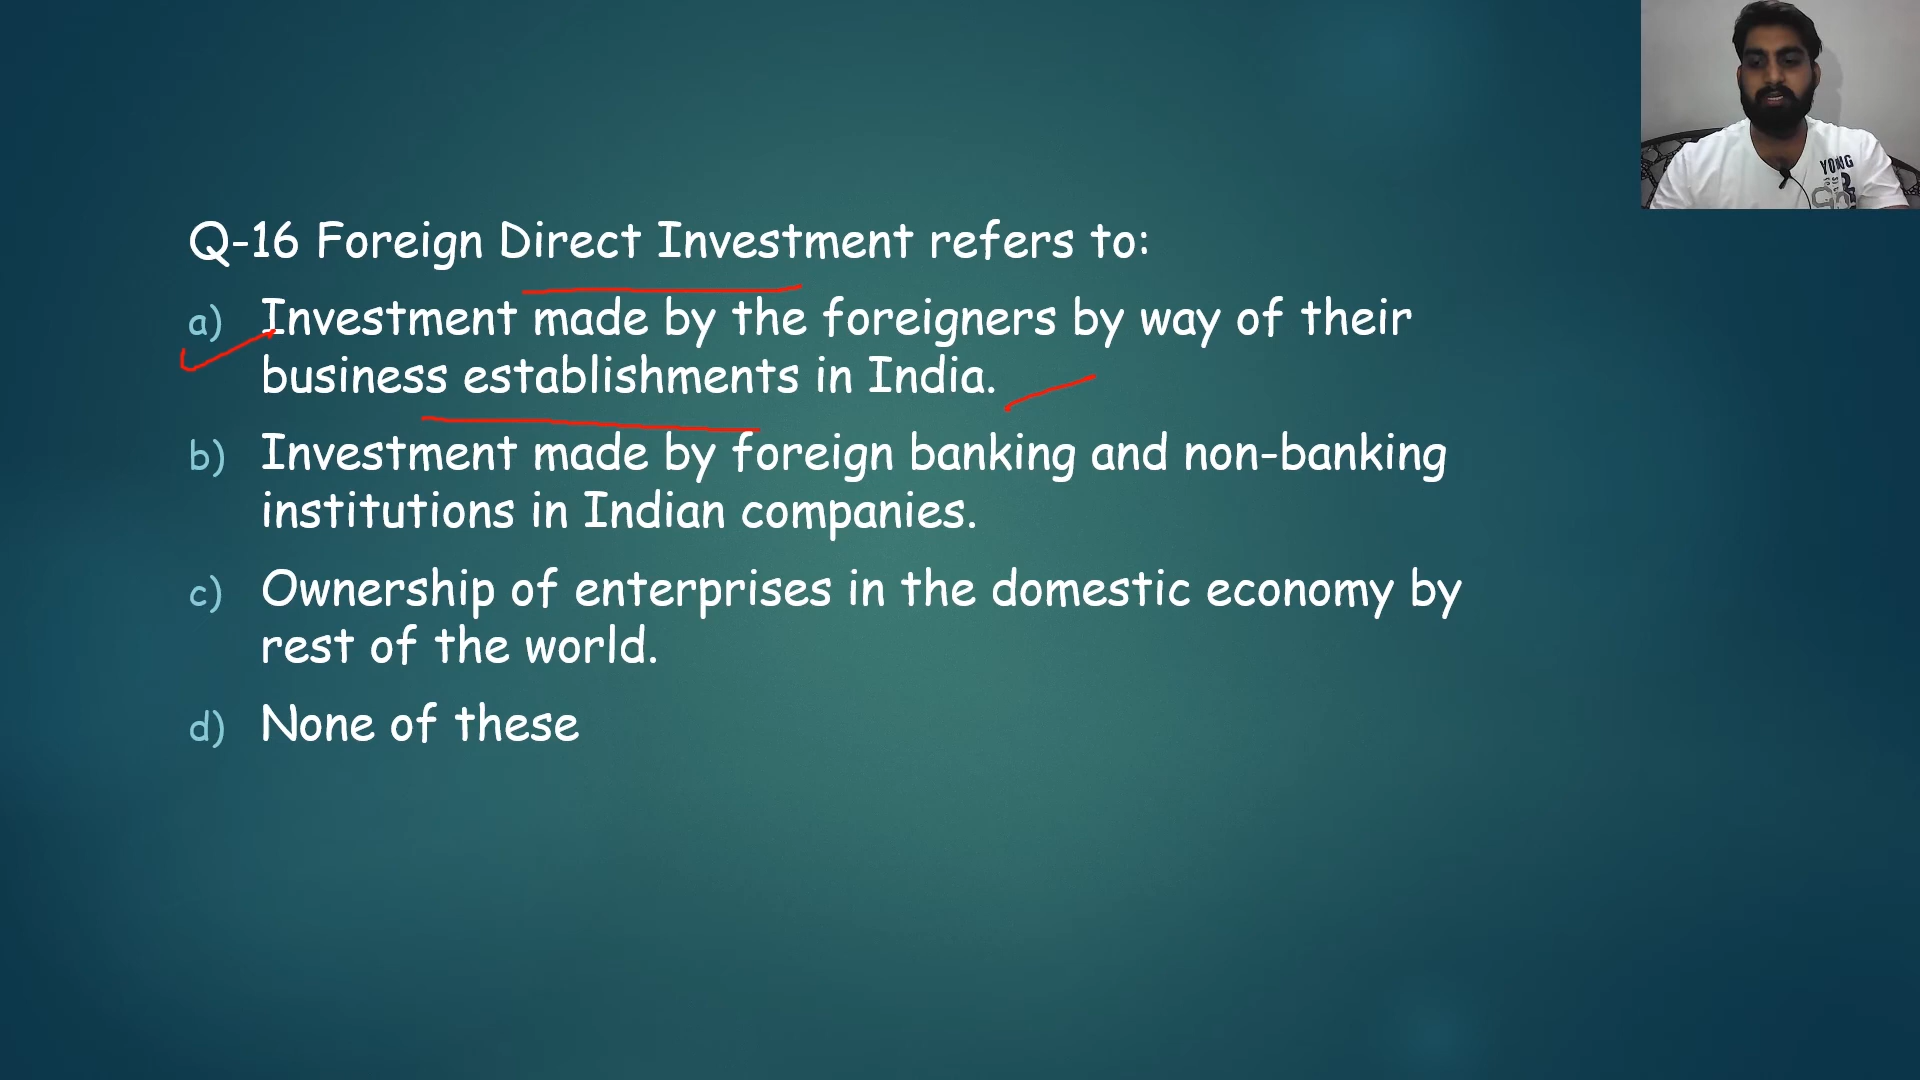 Q-16 Foreign Direct Investment refers to:
a) Investment made by the foreigners by way of their
business establishments in India.
b) Investment made by foreign banking and non-banking
institutions in Indian companies.
c) Ownership of enterprises in the domestic economy by
rest of the world.
d) None of these
YOUNG